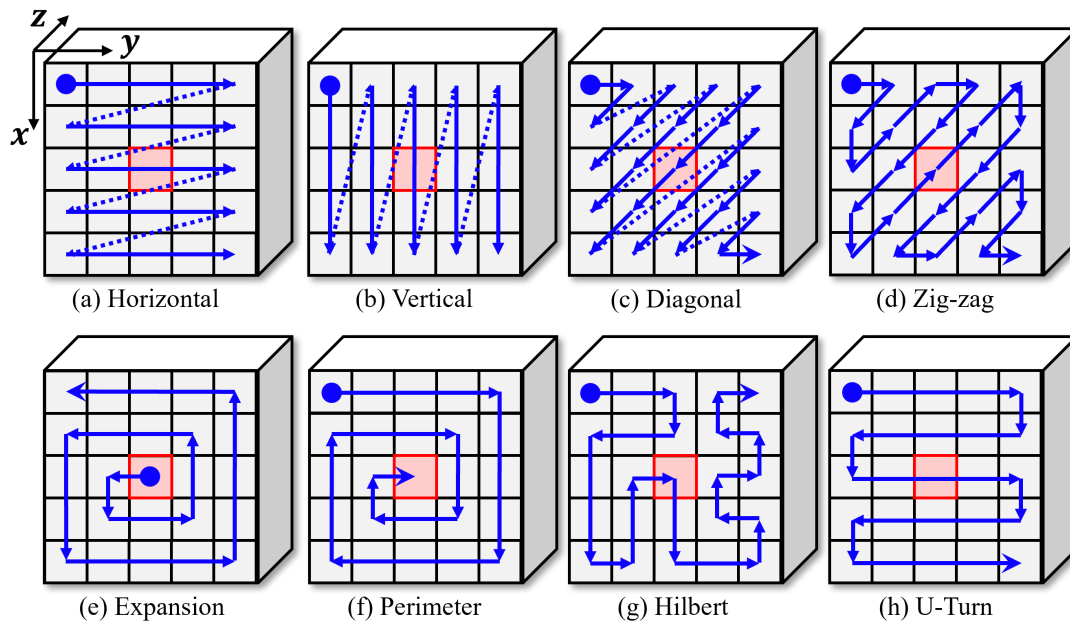 z
y
x
(a) Horizontal
(b) Vertical
(c) Diagonal
(d) Zig-zag
(e) Expansion
(f) Perimeter
(g) Hilbert
(h) U-Turn